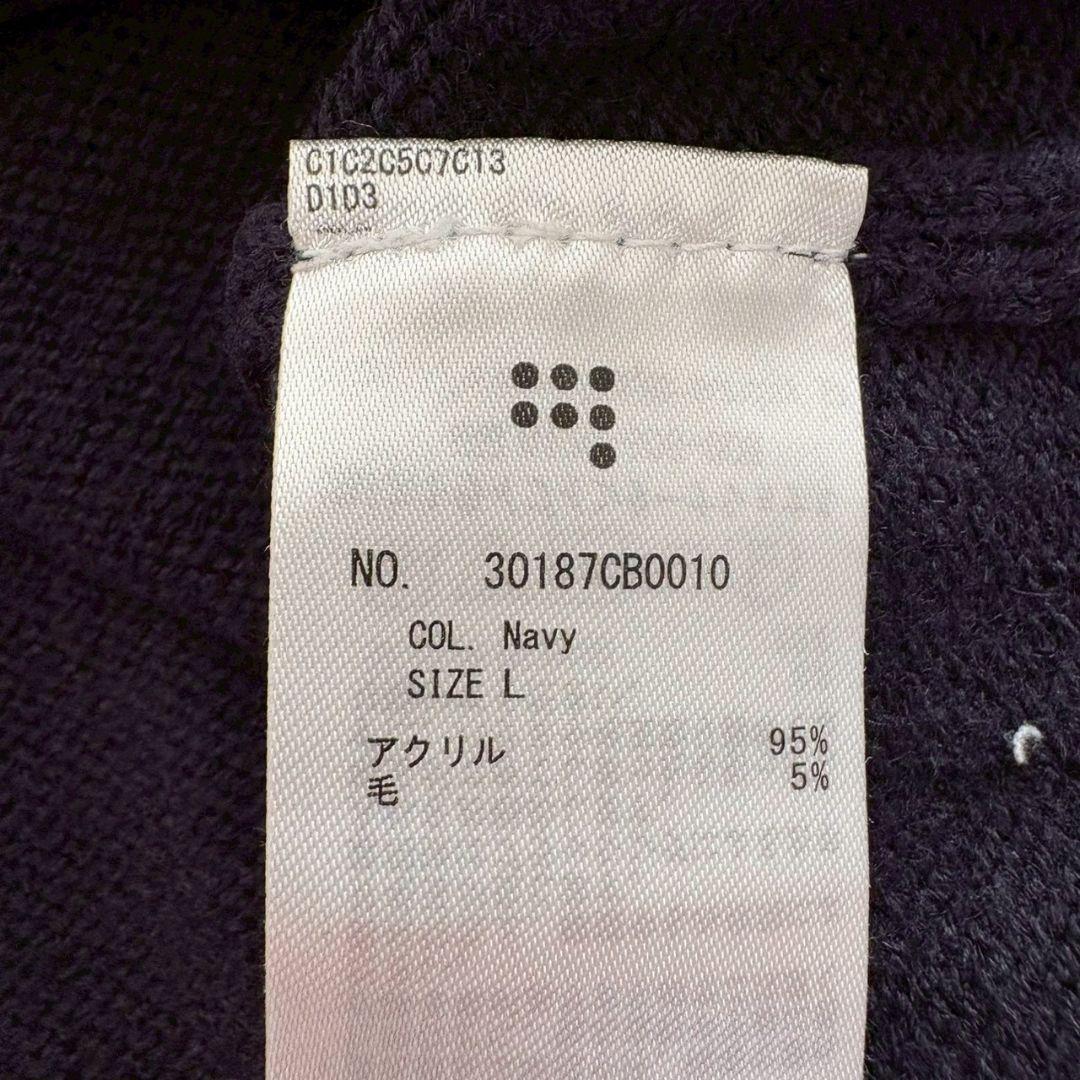 C1C2C5C7C13
D1D3
NO. 30187CB0010
COL. Navy
SIZE L
アクリル 95%
毛 5%